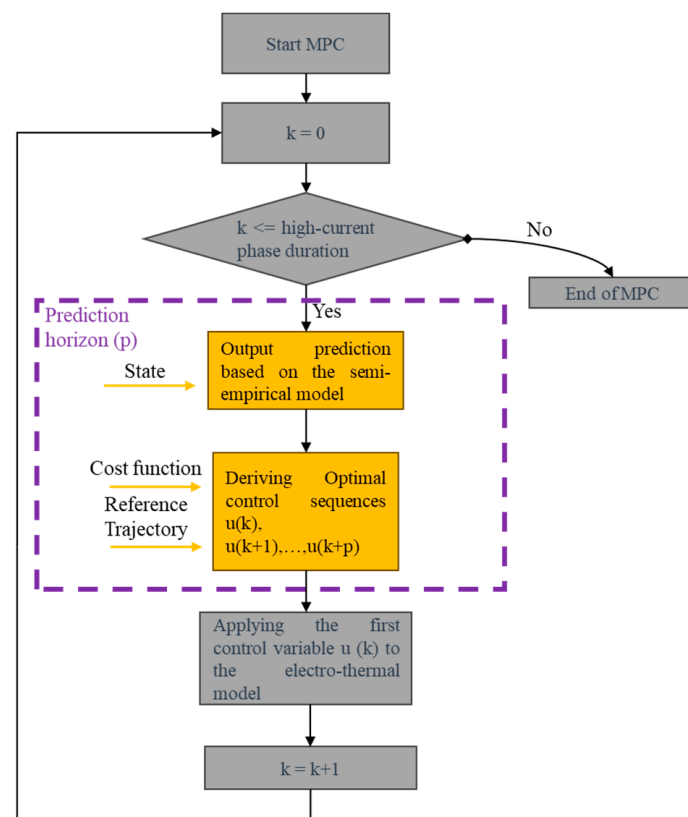 Start MPC
k = 0
k <= high-current
phase duration
No
End of MPC
Yes
Prediction
horizon (p)
Output prediction
based on the semi-
empirical model
State
Cost function
Reference
Trajectory
Deriving Optimal
control sequences
u(k),
u(k+1),…,u(k+p)
Applying the first
control variable u (k) to
the electro-thermal
model
k = k+1